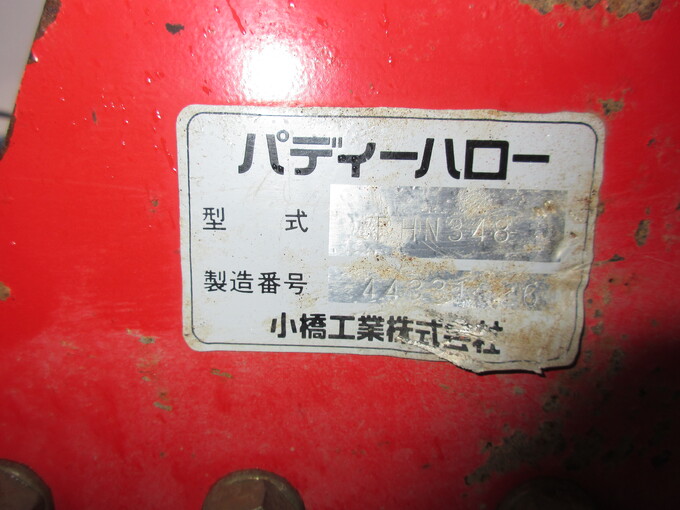 パディーハロー
型式 HN348
製造番号
小橋工業株式会社